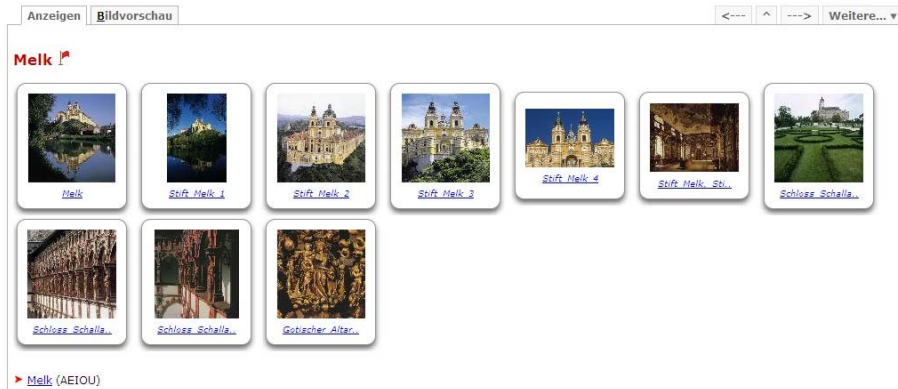 Anzeigen Bildvorschau <--- ^ ---> Weitere... ▾
Melk
Melk Stift Melk 1 Stift Melk 2 Stift Melk 3 Stift Melk 4 Stift Melk, Sti.. Schloss Schalla..
Schloss Schalla.. Schloss Schalla.. Gotischer Altar..
➤ Melk (AEIOU)